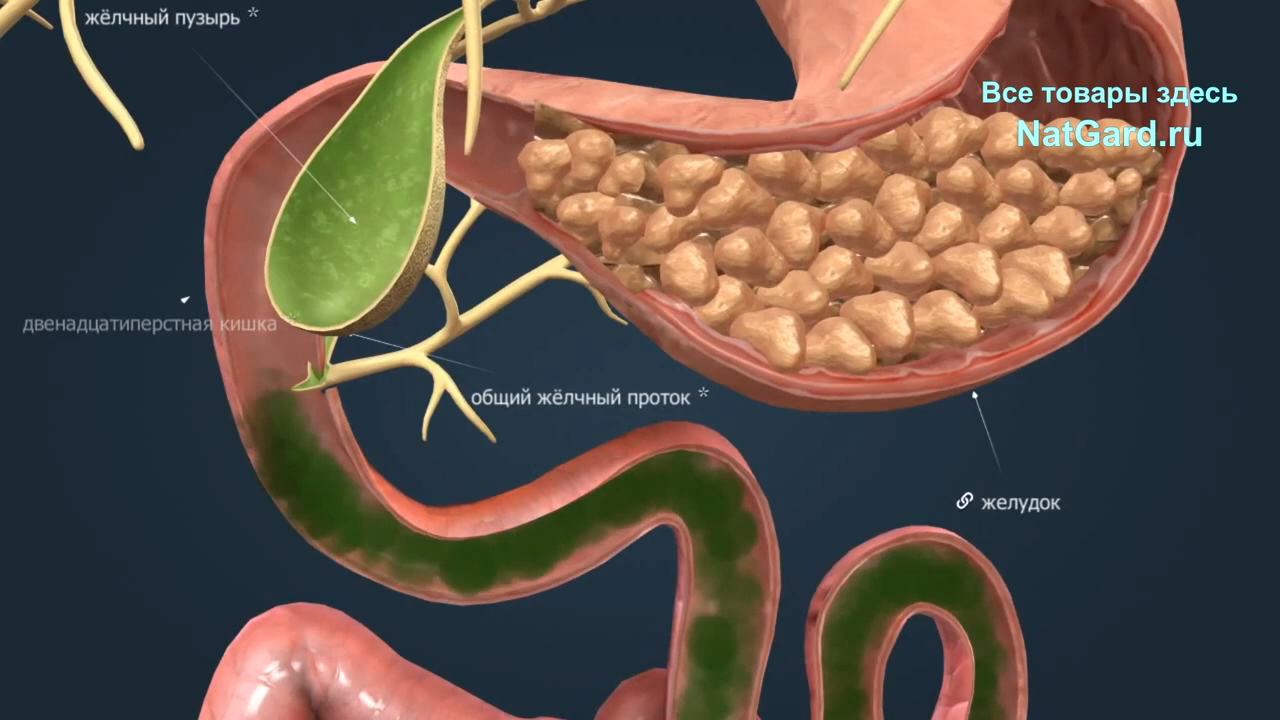 жёлчный пузырь *
Все товары здесь
NatGard.ru
двенадцатиперстная кишка *
общий жёлчный проток *
желудок